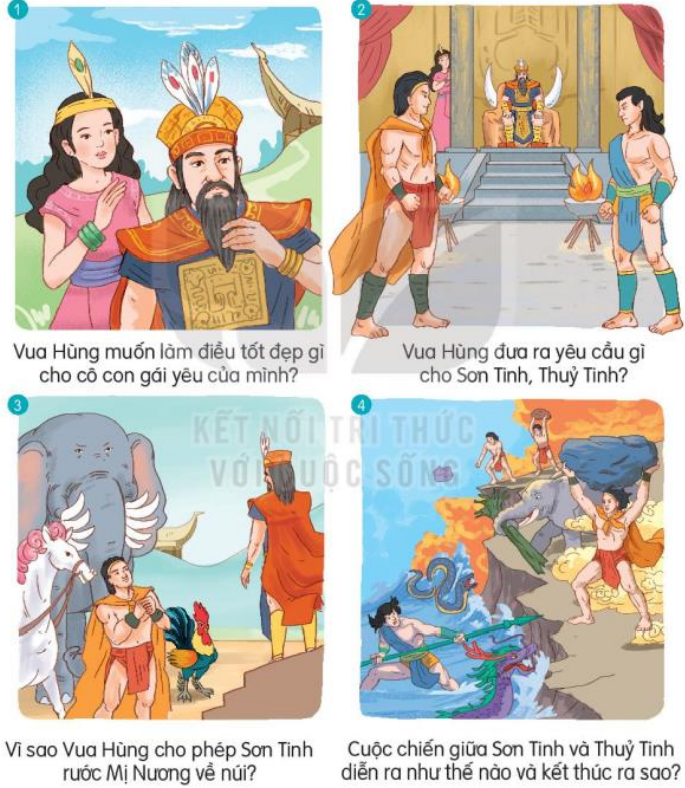 1
2
Vua Hùng muốn làm điều tốt đẹp gì
cho cô con gái yêu của mình?
Vua Hùng đưa ra yêu cầu gì
cho Sơn Tinh, Thuỷ Tinh?
3
4
KẾT NỐI TRI THỨC
VỚI CUỘC SỐNG
Vì sao Vua Hùng cho phép Sơn Tinh
rước Mị Nương về núi?
Cuộc chiến giữa Sơn Tinh và Thuỷ Tinh
diễn ra như thế nào và kết thúc ra sao?